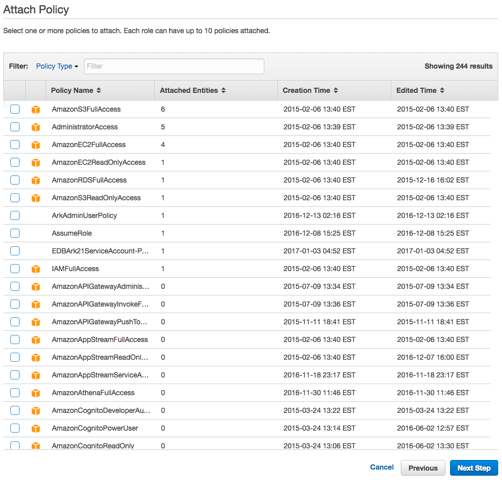 Attach Policy
Select one or more policies to attach. Each role can have up to 10 policies attached.
Filter: Policy Type Filter Showing 244 results
Policy Name Attached Entities Creation Time Edited Time
AmazonS3FullAccess 6 2015-02-06 13:40 EST 2015-02-06 13:40 EST
AdministratorAccess 5 2015-02-06 13:39 EST 2015-02-06 13:39 EST
AmazonEC2FullAccess 4 2015-02-06 13:40 EST 2015-02-06 13:40 EST
AmazonEC2ReadOnlyAccess 1 2015-02-06 13:40 EST 2015-02-06 13:40 EST
AmazonRDSFullAccess 1 2015-02-06 13:40 EST 2015-12-16 16:02 EST
AmazonS3ReadOnlyAccess 1 2015-02-06 13:40 EST 2015-02-06 13:40 EST
ArkAdminUserPolicy 1 2016-12-13 02:16 EST 2016-12-13 02:16 EST
AssumeRole 1 2016-12-08 15:25 EST 2016-12-08 15:25 EST
EDBArk21ServiceAccount-P... 1 2017-01-03 04:52 EST 2017-01-03 04:52 EST
IAMFullAccess 1 2015-02-06 13:40 EST 2015-02-06 13:40 EST
AmazonAPIGatewayAdminis... 0 2015-07-09 13:34 EST 2015-07-09 13:34 EST
AmazonAPIGatewayInvokeF... 0 2015-07-09 13:36 EST 2015-07-09 13:36 EST
AmazonAPIGatewayPushTo... 0 2015-11-11 18:41 EST 2015-11-11 18:41 EST
AmazonAppStreamFullAccess 0 2015-02-06 13:40 EST 2015-02-06 13:40 EST
AmazonAppStreamReadOnl... 0 2015-02-06 13:40 EST 2016-12-07 16:00 EST
AmazonAppStreamServiceA... 0 2016-11-18 23:17 EST 2016-11-18 23:17 EST
AmazonAthenaFullAccess 0 2016-11-30 11:46 EST 2016-11-30 11:46 EST
AmazonCognitoDeveloperAu... 0 2015-03-24 13:22 EST 2015-03-24 13:22 EST
AmazonCognitoPowerUser 0 2015-03-24 13:14 EST 2016-06-02 12:57 EST
AmazonCognitoReadOnly 0 2015-03-24 13:06 EST 2016-06-02 13:30 EST
Cancel Previous Next Step